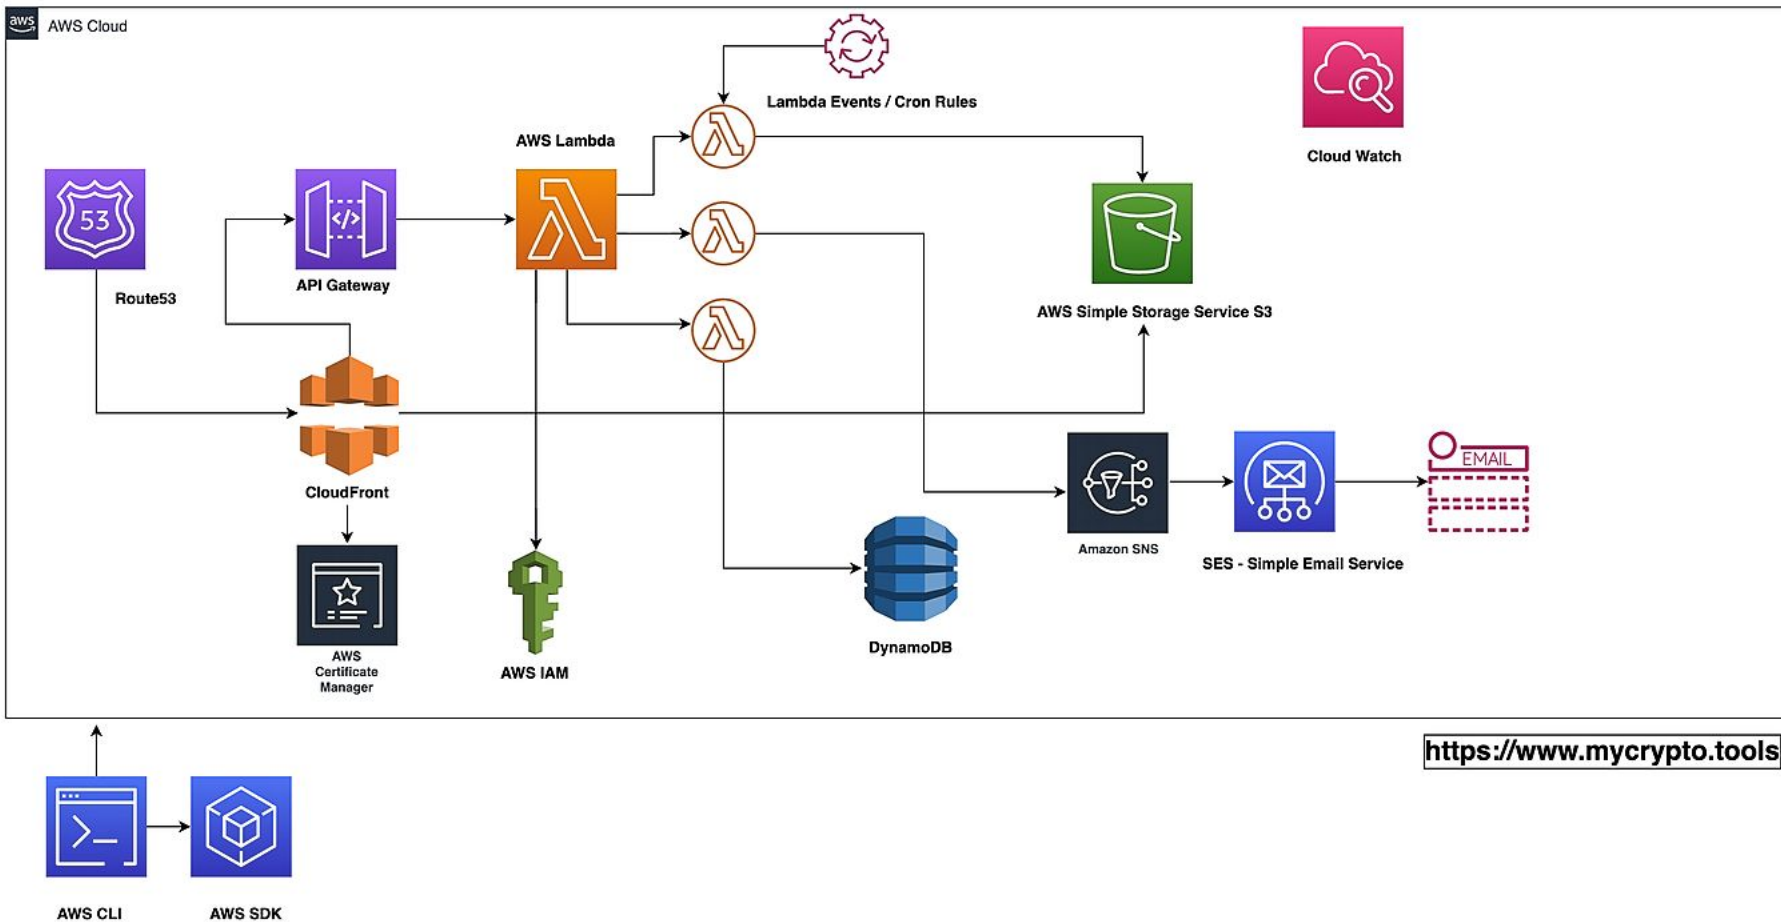 aws
AWS Cloud
Lambda Events / Cron Rules
AWS Lambda
Cloud Watch
53
</>
Route53
API Gateway
AWS Simple Storage Service S3
CloudFront
EMAIL
Amazon SNS
SES - Simple Email Service
AWS
Certificate
Manager
AWS IAM
DynamoDB
https://www.mycrypto.tools
>_
AWS CLI
AWS SDK